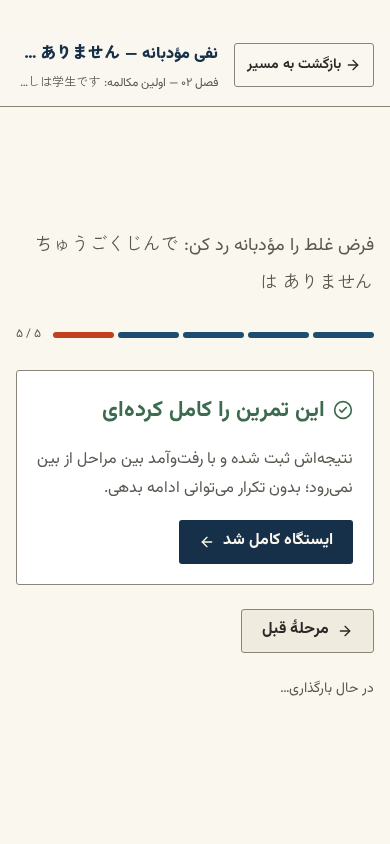 بازگشت به مسیر
نفی مؤدبانه — ありません ...
فصل ۰۲ — اولین مکالمه: しは学生です...
فرض غلط را مؤدبانه رد کن: ちゅうごくじんで
は ありません
۵ / ۵
این تمرین را کامل کرده‌ای
نتیجه‌اش ثبت شده و با رفت‌وآمد بین مراحل از بین
نمی‌رود؛ بدون تکرار می‌توانی ادامه بدهی.
ایستگاه کامل شد
مرحلهٔ قبل
در حال بارگذاری…